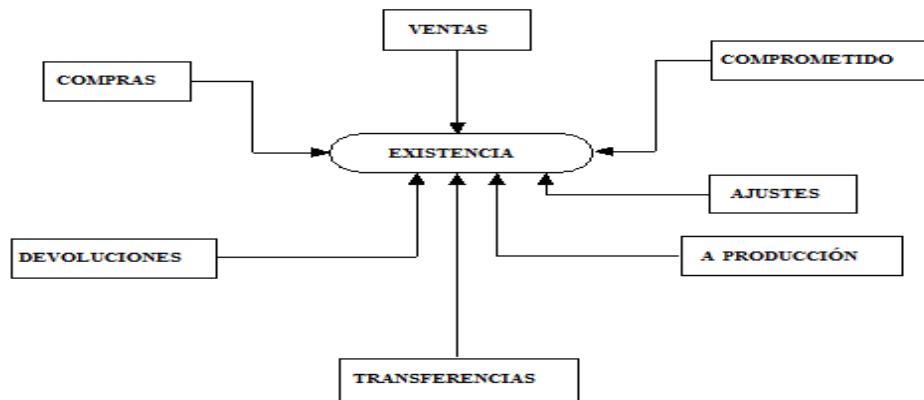 VENTAS
COMPRAS
COMPROMETIDO
EXISTENCIA
AJUSTES
DEVOLUCIONES
A PRODUCCIÓN
TRANSFERENCIAS